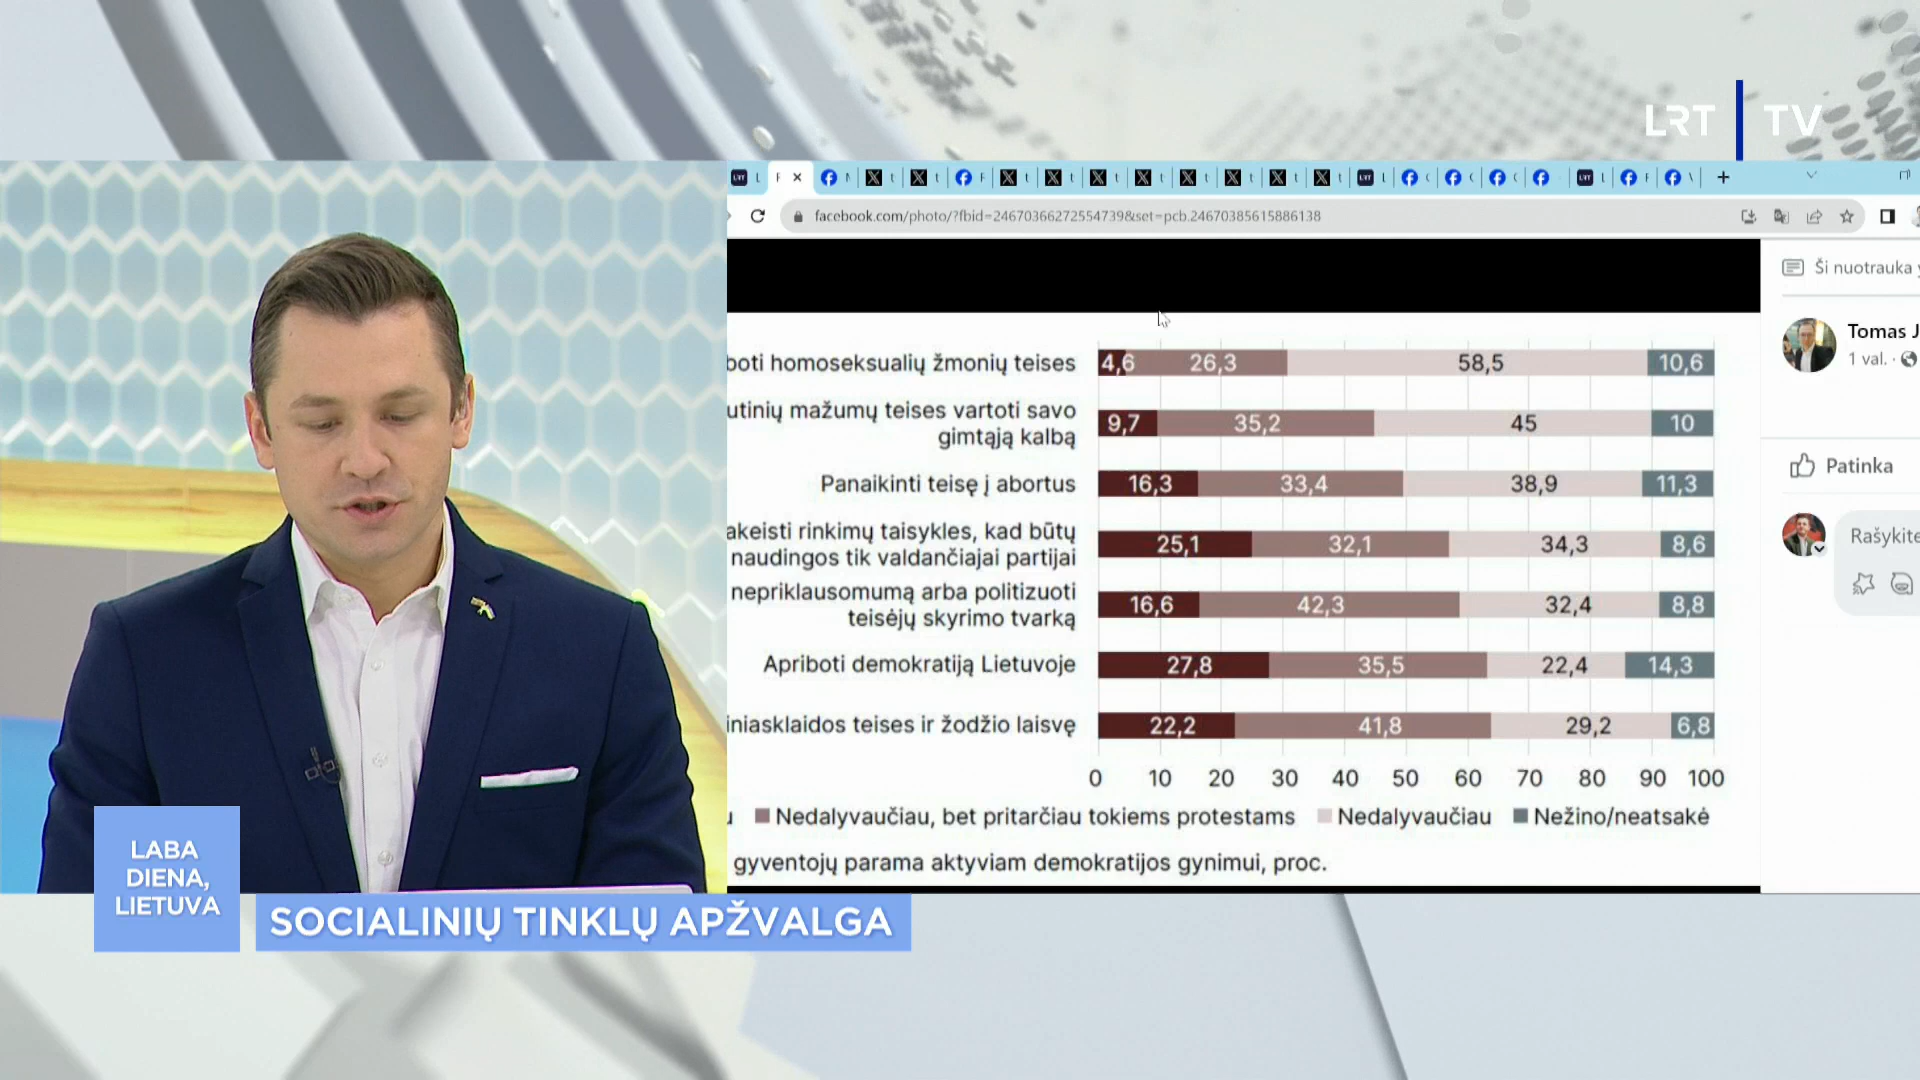 LRT TV
facebook.com/photo/?fbid=24670366272554739&set=pcb.24670385615886138
Ši nuotrauka
Tomas J
1 val.
Patinka
Rašykite
boti homoseksualių žmonių teises
4,6 26,3 58,5 10,6
utinių mažumų teises vartoti savo
gimtąją kalbą
9,7 35,2 45 10
Panaikinti teisę į abortus
16,3 33,4 38,9 11,3
akeisti rinkimų taisykles, kad būtų
naudingos tik valdančiajai partijai
25,1 32,1 34,3 8,6
nepriklausomumą arba politizuoti
teisėjų skyrimo tvarką
16,6 42,3 32,4 8,8
Apriboti demokratiją Lietuvoje
27,8 35,5 22,4 14,3
iniasklaidos teises ir žodžio laisvę
22,2 41,8 29,2 6,8
0 10 20 30 40 50 60 70 80 90 100
Nedalyvaučiau, bet pritarčiau tokiems protestams Nedalyvaučiau Nežino/neatsakė
gyventojų parama aktyviam demokratijos gynimui, proc.
LABA
DIENA,
LIETUVA
SOCIALINIŲ TINKLŲ APŽVALGA